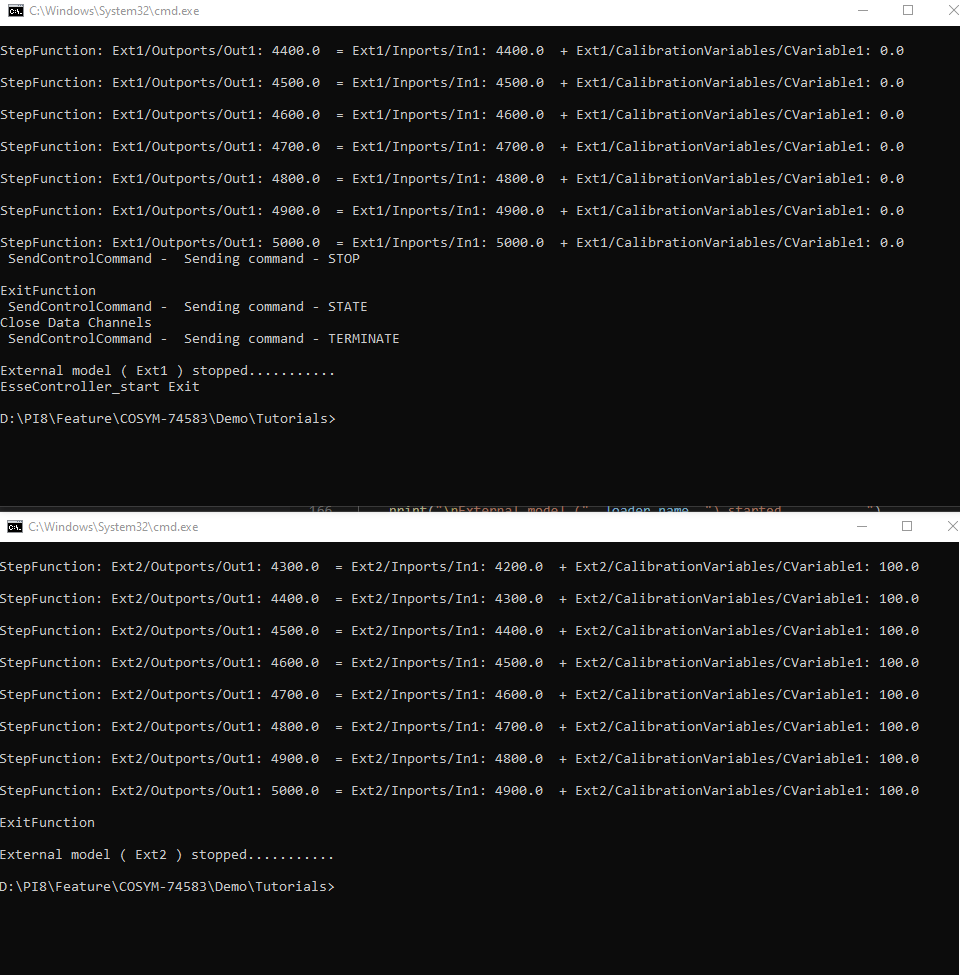 C:\Windows\System32\cmd.exe
StepFunction: Ext1/Outports/Out1: 4400.0  = Ext1/Inports/In1: 4400.0  + Ext1/CalibrationVariables/CVariable1: 0.0
StepFunction: Ext1/Outports/Out1: 4500.0  = Ext1/Inports/In1: 4500.0  + Ext1/CalibrationVariables/CVariable1: 0.0
StepFunction: Ext1/Outports/Out1: 4600.0  = Ext1/Inports/In1: 4600.0  + Ext1/CalibrationVariables/CVariable1: 0.0
StepFunction: Ext1/Outports/Out1: 4700.0  = Ext1/Inports/In1: 4700.0  + Ext1/CalibrationVariables/CVariable1: 0.0
StepFunction: Ext1/Outports/Out1: 4800.0  = Ext1/Inports/In1: 4800.0  + Ext1/CalibrationVariables/CVariable1: 0.0
StepFunction: Ext1/Outports/Out1: 4900.0  = Ext1/Inports/In1: 4900.0  + Ext1/CalibrationVariables/CVariable1: 0.0
StepFunction: Ext1/Outports/Out1: 5000.0  = Ext1/Inports/In1: 5000.0  + Ext1/CalibrationVariables/CVariable1: 0.0
 SendControlCommand -  Sending command - STOP
ExitFunction
 SendControlCommand -  Sending command - STATE
Close Data Channels
 SendControlCommand -  Sending command - TERMINATE
External model ( Ext1 ) stopped...........
EsseController_start Exit
D:\PI8\Feature\COSYM-74583\Demo\Tutorials>
166 print("\nExternal model (", loader_name, ") started
C:\Windows\System32\cmd.exe
StepFunction: Ext2/Outports/Out1: 4300.0  = Ext2/Inports/In1: 4200.0  + Ext2/CalibrationVariables/CVariable1: 100.0
StepFunction: Ext2/Outports/Out1: 4400.0  = Ext2/Inports/In1: 4300.0  + Ext2/CalibrationVariables/CVariable1: 100.0
StepFunction: Ext2/Outports/Out1: 4500.0  = Ext2/Inports/In1: 4400.0  + Ext2/CalibrationVariables/CVariable1: 100.0
StepFunction: Ext2/Outports/Out1: 4600.0  = Ext2/Inports/In1: 4500.0  + Ext2/CalibrationVariables/CVariable1: 100.0
StepFunction: Ext2/Outports/Out1: 4700.0  = Ext2/Inports/In1: 4600.0  + Ext2/CalibrationVariables/CVariable1: 100.0
StepFunction: Ext2/Outports/Out1: 4800.0  = Ext2/Inports/In1: 4700.0  + Ext2/CalibrationVariables/CVariable1: 100.0
StepFunction: Ext2/Outports/Out1: 4900.0  = Ext2/Inports/In1: 4800.0  + Ext2/CalibrationVariables/CVariable1: 100.0
StepFunction: Ext2/Outports/Out1: 5000.0  = Ext2/Inports/In1: 4900.0  + Ext2/CalibrationVariables/CVariable1: 100.0
ExitFunction
External model ( Ext2 ) stopped...........
D:\PI8\Feature\COSYM-74583\Demo\Tutorials>